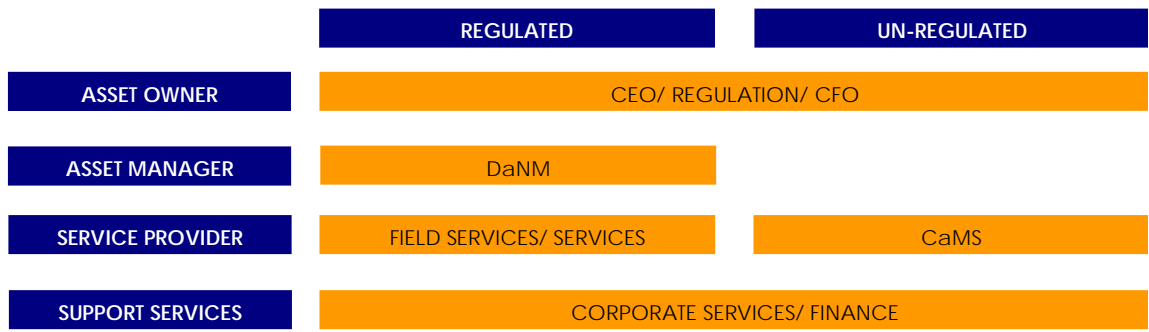 REGULATED
UN-REGULATED
ASSET OWNER
CEO/ REGULATION/ CFO
ASSET MANAGER
DaNM
SERVICE PROVIDER
FIELD SERVICES/ SERVICES
CaMS
SUPPORT SERVICES
CORPORATE SERVICES/ FINANCE